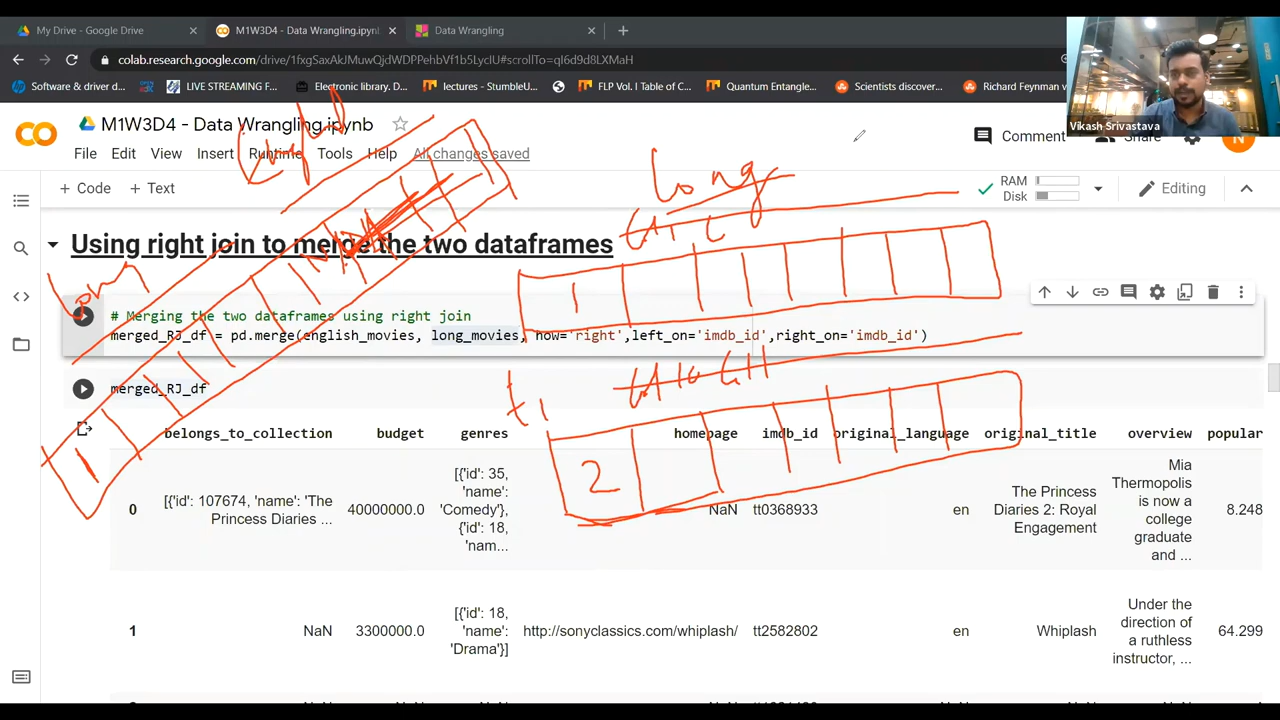 My Drive - Google Drive
M1W3D4 - Data Wrangling.ipynb
Data Wrangling
colab.research.google.com/drive/1fxgSaxAkJMuwQjdWDPPehbVf1b5LycIU#scrollTo=qI6d9d8LXMaH
Software & driver d...
LIVE STREAMING F...
Electronic library. D...
lectures - StumbleU...
FLP Vol. I Table of C...
Quantum Entangle...
Scientists discovere...
Richard Feynman v
Vikash Srivastava
M1W3D4 - Data Wrangling.ipynb
Comment
Share
File Edit View Insert Runtime Tools Help All changes saved
+ Code + Text
RAM
Disk
Editing
Long
Using right join to merge the two dataframes
1
# Merging the two dataframes using right join
merged_RJ_df = pd.merge(english_movies, long_movies, how='right',left_on='imdb_id',right_on='imdb_id')
merged_RJ_df
belongs_to_collection budget genres homepage imdb_id original_language original_title overview popular
1
2
0 [{'id': 107674, 'name': 'The Princess Diaries ... 40000000.0 [{'id': 35, 'name': 'Comedy'}, {'id': 18, 'nam... NaN tt0368933 en The Princess Diaries 2: Royal Engagement Mia Thermopolis is now a college graduate and ... 8.248
1 NaN 3300000.0 [{'id': 18, 'name': 'Drama'}] http://sonyclassics.com/whiplash/ tt2582802 en Whiplash Under the direction of a ruthless instructor, ... 64.299